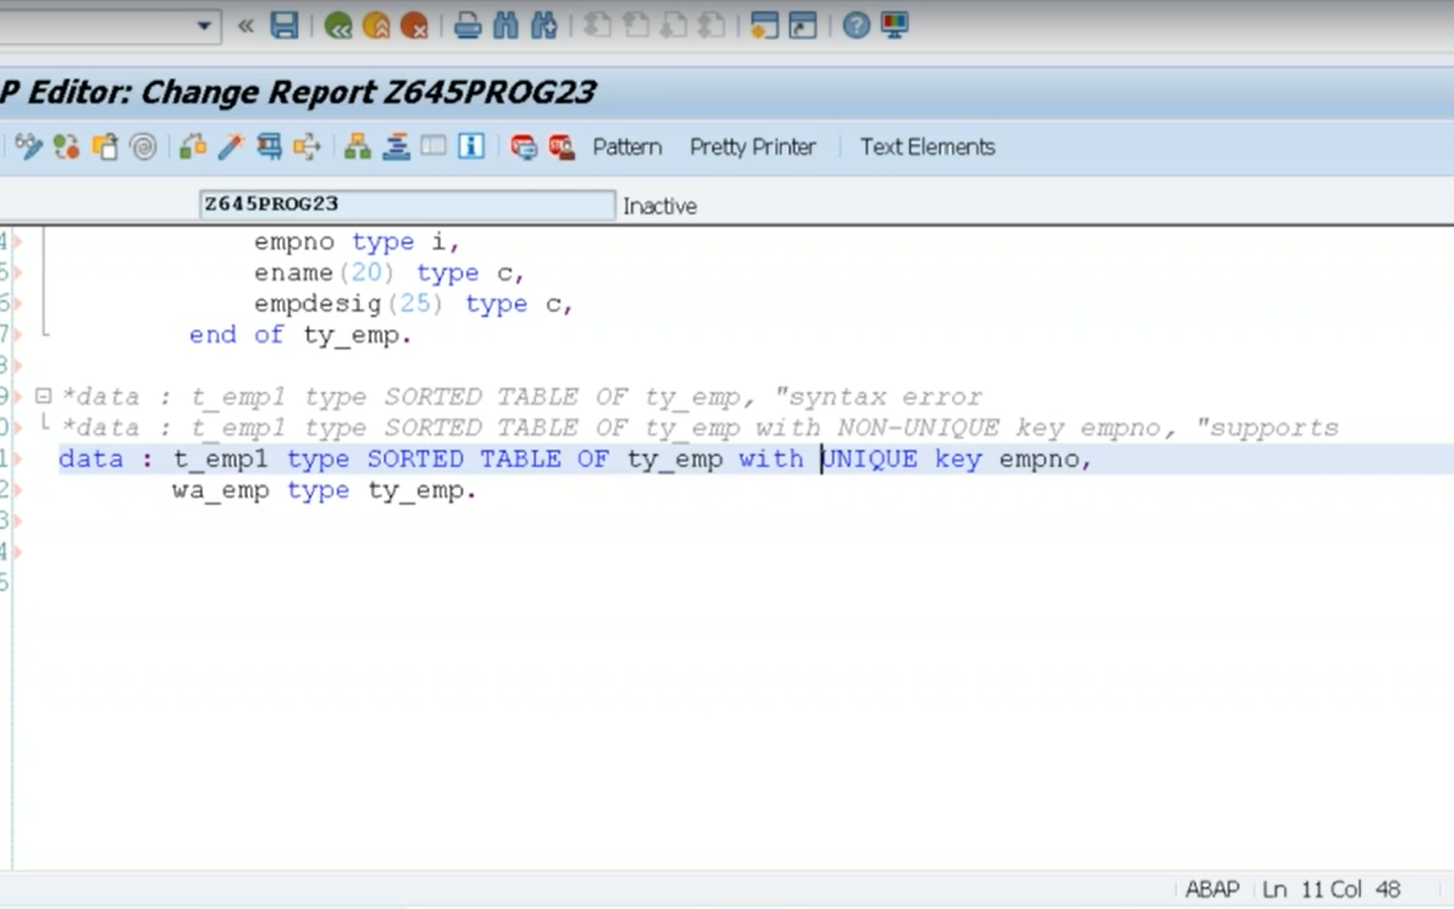 «
P Editor: Change Report Z645PROG23
Pattern Pretty Printer Text Elements
Z645PROG23 Inactive
4 empno type i,
5 ename(20) type c,
6 empdesig(25) type c,
7 end of ty_emp.
8
9 *data : t_emp1 type SORTED TABLE OF ty_emp, "syntax error
0 *data : t_emp1 type SORTED TABLE OF ty_emp with NON-UNIQUE key empno, "supports
1 data : t_emp1 type SORTED TABLE OF ty_emp with UNIQUE key empno,
2 wa_emp type ty_emp.
3
4
5
ABAP Ln 11 Col 48